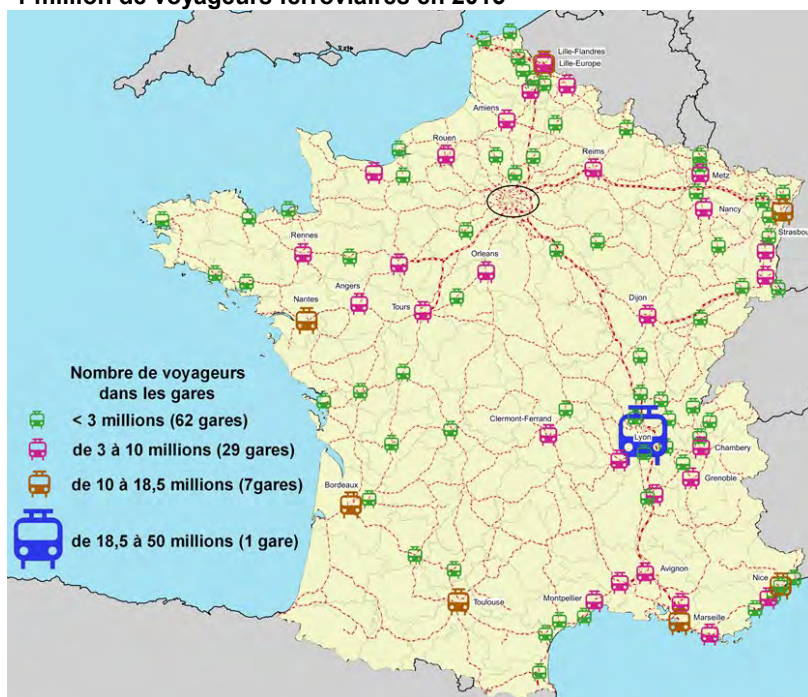 1 million de voyageurs ferroviaires en 2015
Lille-Flandres
Lille-Europe
Amiens
Rouen
Reims
Metz
Nancy
Strasbou
Rennes
Orleans
Angers
Nantes
Tours
Dijon
Nombre de voyageurs
dans les gares
< 3 millions (62 gares)
de 3 à 10 millions (29 gares)
de 10 à 18,5 millions (7gares)
de 18,5 à 50 millions (1 gare)
Clermont-Ferrand
Lyon
Chambery
Grenoble
Bordeaux
Avignon
Nice
Montpellier
Toulouse
Marseille